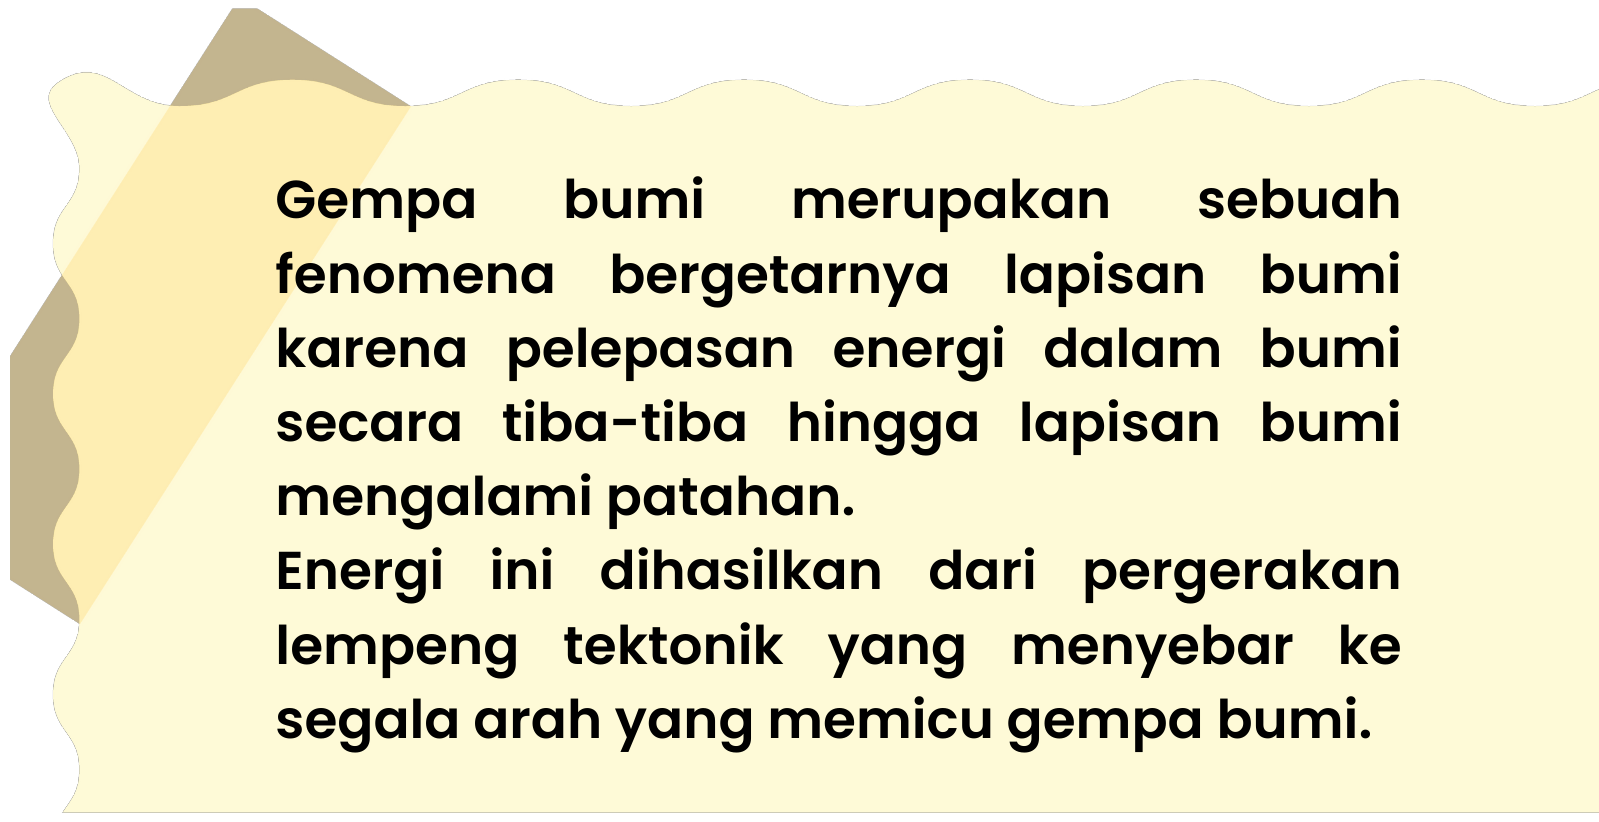 Gempa bumi merupakan sebuah
fenomena bergetarnya lapisan bumi
karena pelepasan energi dalam bumi
secara tiba-tiba hingga lapisan bumi
mengalami patahan.
Energi ini dihasilkan dari pergerakan
lempeng tektonik yang menyebar ke
segala arah yang memicu gempa bumi.